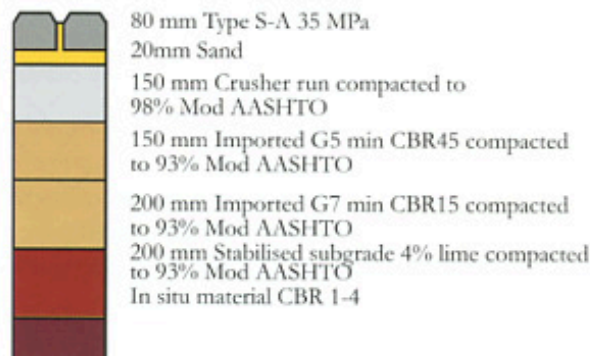 80 mm Type S-A 35 MPa
20mm Sand
150 mm Crusher run compacted to
98% Mod AASHTO
150 mm Imported G5 min CBR45 compacted
to 93% Mod AASHTO
200 mm Imported G7 min CBR15 compacted
to 93% Mod AASHTO
200 mm Stabilised subgrade 4% lime compacted
to 93% Mod AASHTO
In situ material CBR 1-4